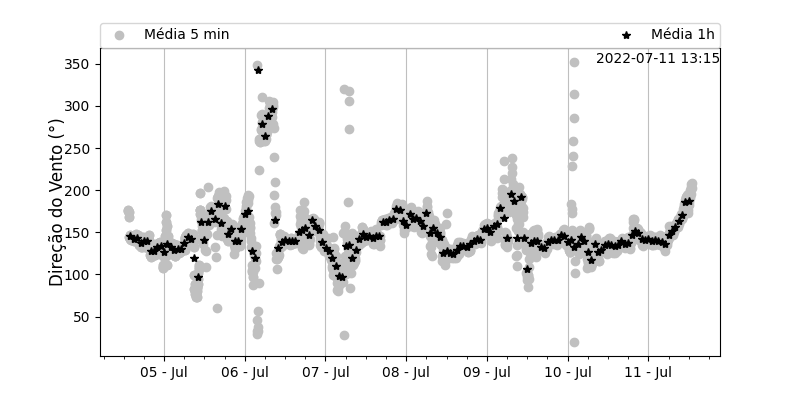 Média 5 min
Média 1h
2022-07-11 13:15
Direção do Vento (°)
350
300
250
200
150
100
50
05 - Jul
06 - Jul
07 - Jul
08 - Jul
09 - Jul
10 - Jul
11 - Jul